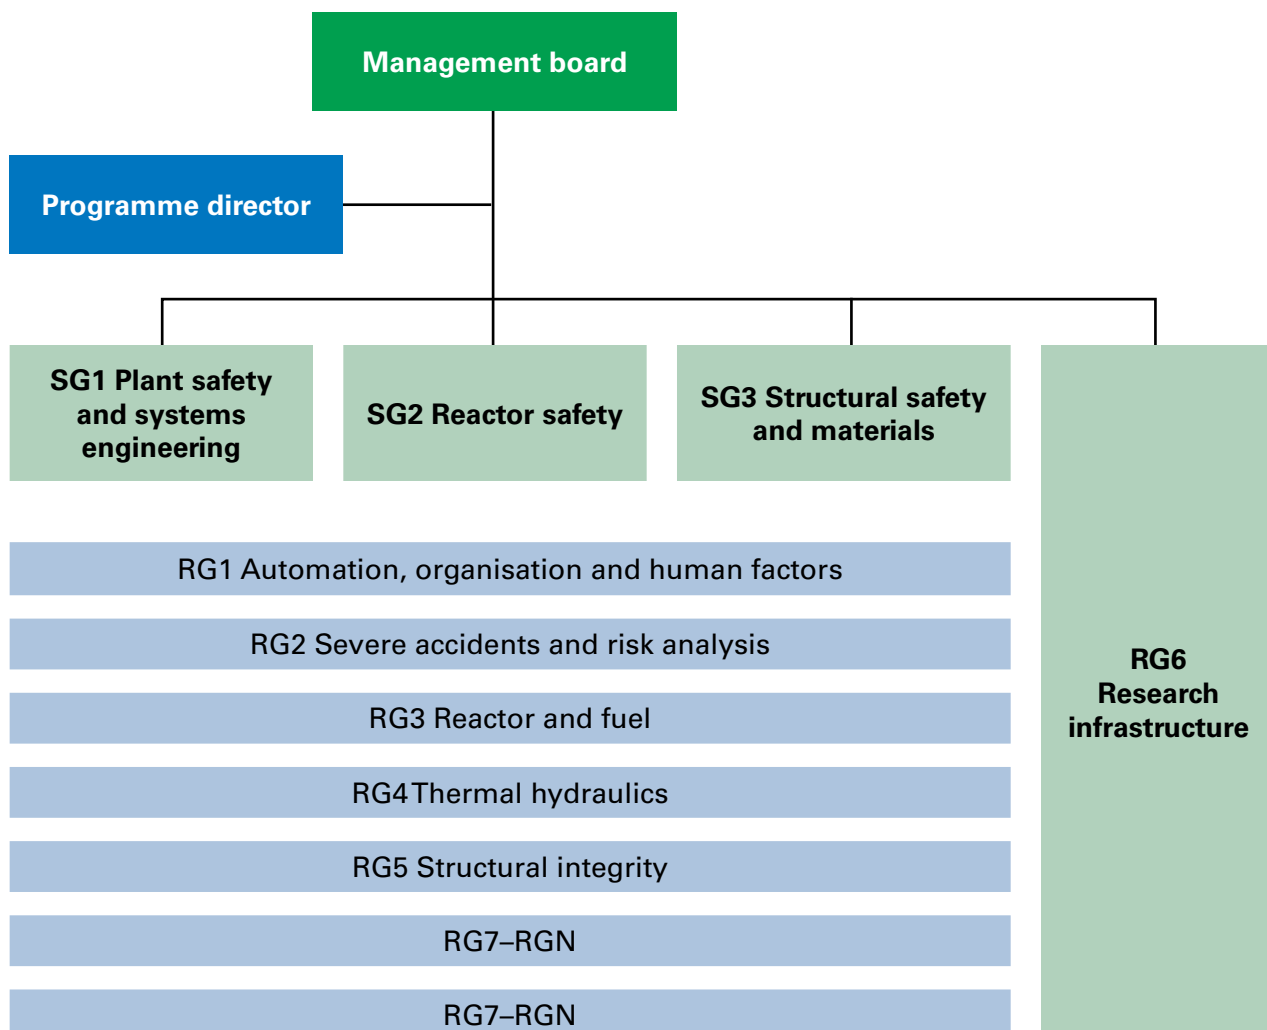 Management board
Programme director
SG1 Plant safety
and systems
engineering
SG2 Reactor safety
SG3 Structural safety
and materials
RG1 Automation, organisation and human factors
RG2 Severe accidents and risk analysis
RG3 Reactor and fuel
RG4 Thermal hydraulics
RG5 Structural integrity
RG7–RGN
RG7–RGN
RG6
Research
infrastructure